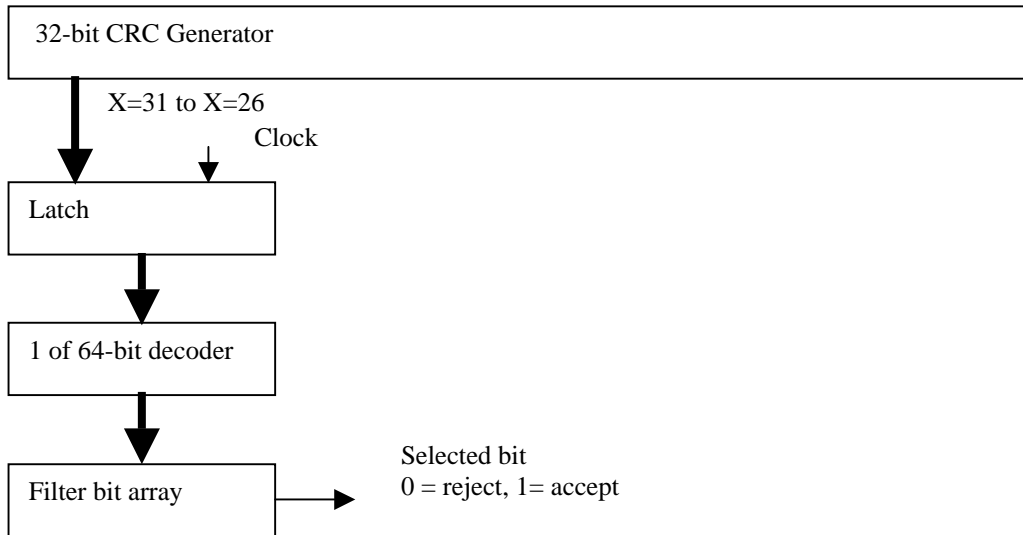 32-bit CRC Generator
X=31 to X=26
Clock
Latch
1 of 64-bit decoder
Filter bit array
Selected bit
0 = reject, 1= accept